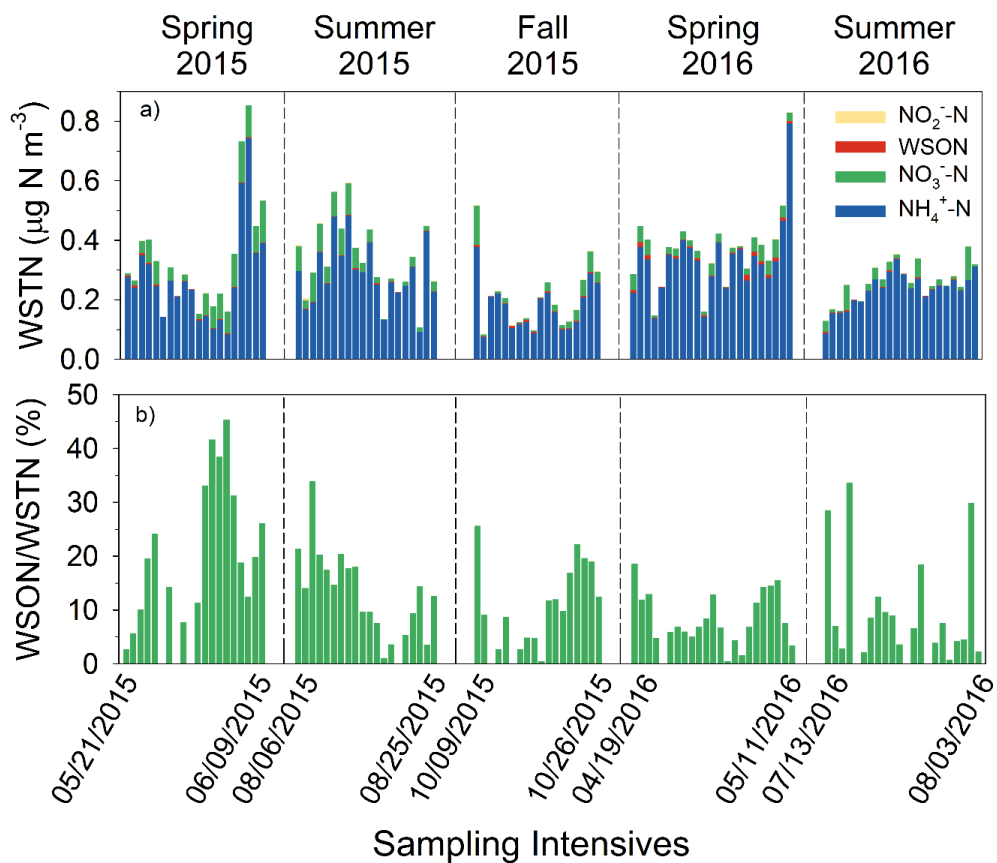 Spring Summer Fall Spring Summer
2015 2015 2015 2016 2016
a)
WSTN (μg N m⁻³)
0.8
0.6
0.4
0.2
0.0
NO₂⁻-N
WSON
NO₃⁻-N
NH₄⁺-N
b)
WSON/WSTN (%)
50
40
30
20
10
0
05/21/2015
06/09/2015
08/06/2015
08/25/2015
10/09/2015
10/26/2015
04/19/2016
05/11/2016
07/13/2016
08/03/2016
Sampling Intensives